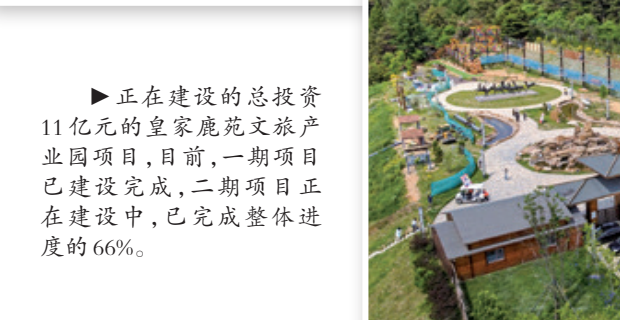 ▶正在建设的总投资
11亿元的皇家鹿苑文旅产
业园项目,目前,一期项目
已建设完成,二期项目正
在建设中,已完成整体进
度的66%。